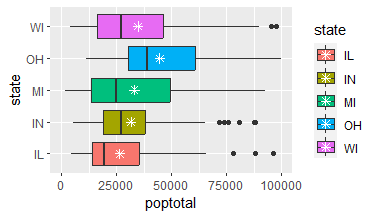 state
WI
OH
MI
IN
IL
0
25000
50000
75000
100000
poptotal
state
IL
IN
MI
OH
WI